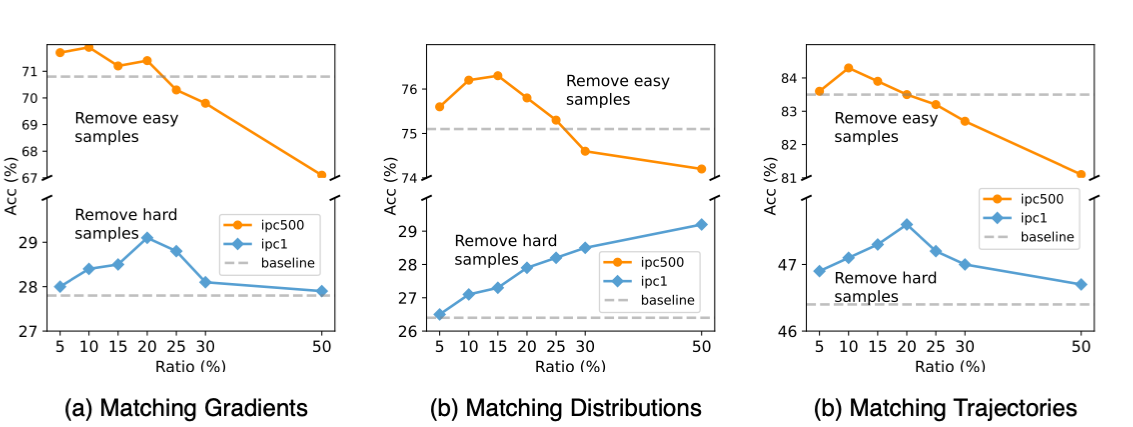 Acc (%)
71
70
69
68
67
29
28
27
Remove easy
samples
Remove hard
samples
ipc500
ipc1
baseline
5 10 15 20 25 30 50
Ratio (%)
(a) Matching Gradients
Acc (%)
76
75
74
29
28
27
26
Remove easy
samples
Remove hard
samples
ipc500
ipc1
baseline
5 10 15 20 25 30 50
Ratio (%)
(b) Matching Distributions
Acc (%)
84
83
82
81
47
46
Remove easy
samples
Remove hard
samples
ipc500
ipc1
baseline
5 10 15 20 25 30 50
Ratio (%)
(b) Matching Trajectories